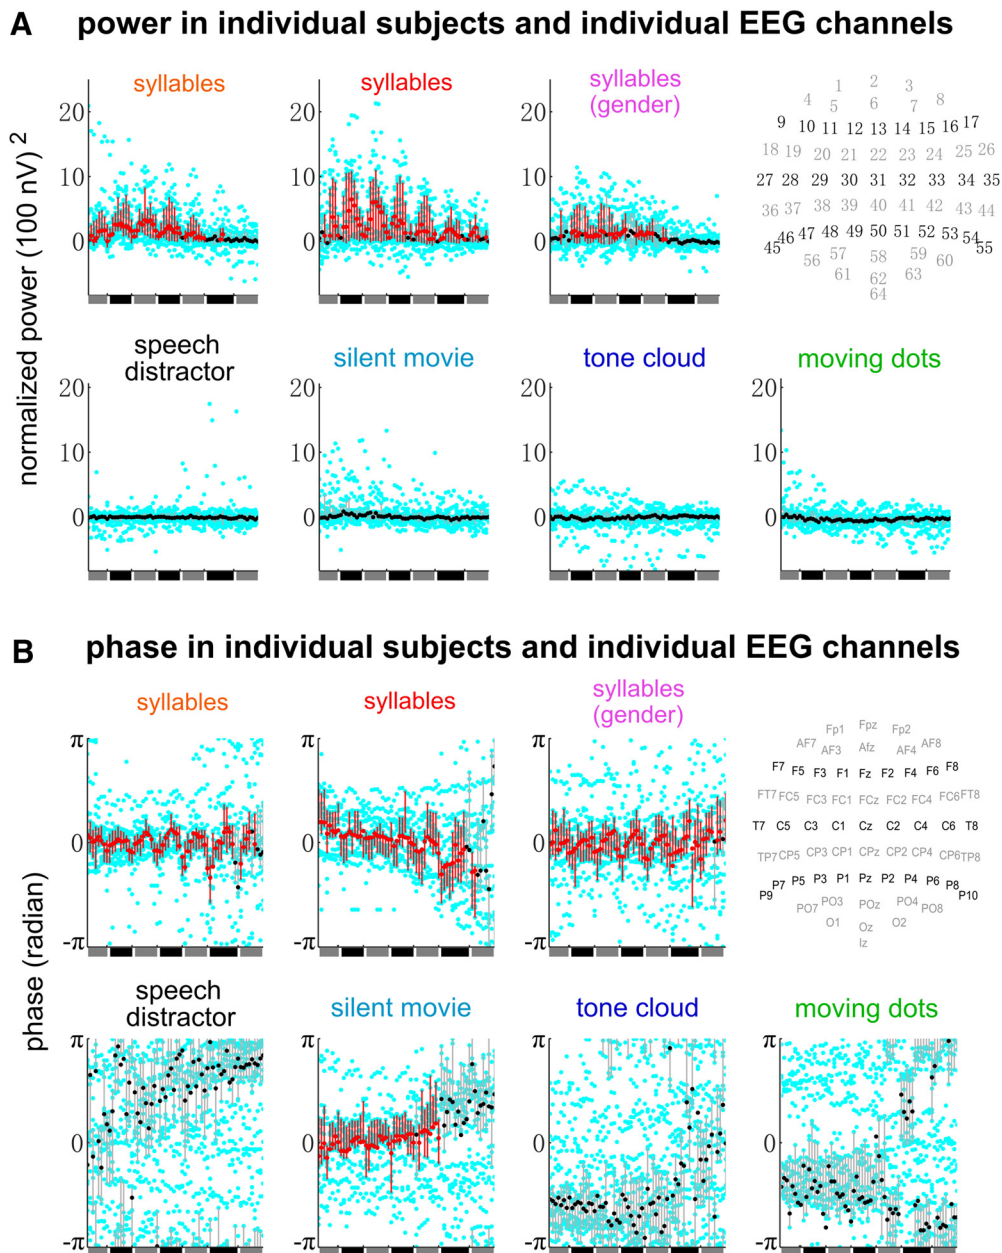 A power in individual subjects and individual EEG channels
syllables
syllables
syllables
(gender)
normalized power (100 nV) 2
20
10
0
20
10
0
20
10
0
1 2 3
4 5 6 7 8
9 10 11 12 13 14 15 16 17
18 19 20 21 22 23 24 25 26
27 28 29 30 31 32 33 34 35
36 37 38 39 40 41 42 43 44
45 46 47 48 49 50 51 52 53 54 55
56 57 58 59 60
61 62 63
64
speech
distractor
silent movie
tone cloud
moving dots
20
10
0
20
10
0
20
10
0
20
10
0
B phase in individual subjects and individual EEG channels
syllables
syllables
syllables
(gender)
phase (radian)
π
0
-π
π
0
-π
π
0
-π
Fp1 Fpz Fp2
AF7 AF3 Afz AF4 AF8
F7 F5 F3 F1 Fz F2 F4 F6 F8
FT7 FC5 FC3 FC1 FCz FC2 FC4 FC6 FT8
T7 C5 C3 C1 Cz C2 C4 C6 T8
TP7 CP5 CP3 CP1 CPz CP2 CP4 CP6 TP8
P9 P7 P5 P3 P1 Pz P2 P4 P6 P8 P10
PO7 PO3 POz PO4 PO8
O1 Oz O2
Iz
speech
distractor
silent movie
tone cloud
moving dots
π
0
-π
π
0
-π
π
0
-π
π
0
-π